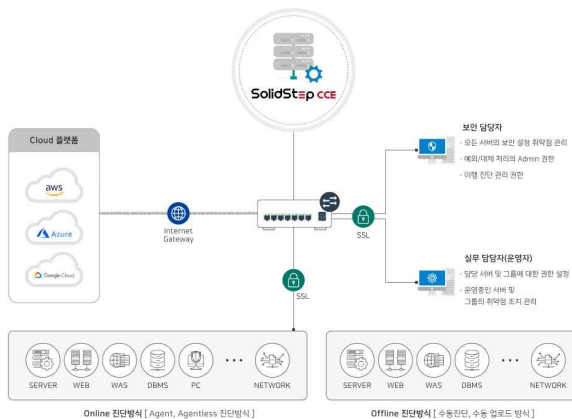 SolidStep CCE
Cloud 플랫폼
aws
Azure
Google Cloud
Internet
Gateway
SSL
SSL
보안 담당자
· 모든 서버의 보안 설정 취약점 관리
· 예외/대체 처리의 Admin 권한
· 이행 진단 관리 권한
실무 담당자(운영자)
· 담당 서버 및 그룹에 대한 권한 설정
· 운영중인 서버 및
그룹의 취약점 조치 관리
SERVER WEB WAS DBMS PC ··· NETWORK
Online 진단방식 [ Agent, Agentless 진단방식 ]
SERVER WEB WAS DBMS ··· NETWORK
Offline 진단방식 [ 수동진단, 수동 업로드 방식 ]